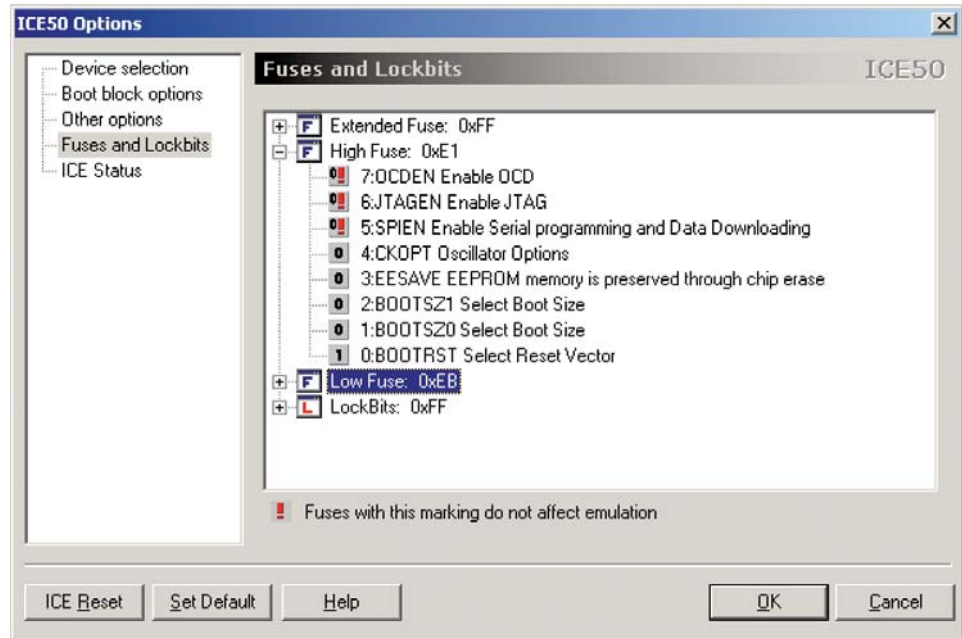 ICE50 Options
Device selection
Boot block options
Other options
Fuses and Lockbits
ICE Status
Fuses and Lockbits
ICE50
F Extended Fuse: 0xFF
F High Fuse: 0xE1
0! 7:OCDEN Enable OCD
0! 6:JTAGEN Enable JTAG
0! 5:SPIEN Enable Serial programming and Data Downloading
0 4:CKOPT Oscillator Options
0 3:EESAVE EEPROM memory is preserved through chip erase
0 2:BOOTSZ1 Select Boot Size
0 1:BOOTSZ0 Select Boot Size
1 0:BOOTRST Select Reset Vector
F Low Fuse: 0xEB
L LockBits: 0xFF
! Fuses with this marking do not affect emulation
ICE Reset
Set Default
Help
OK
Cancel